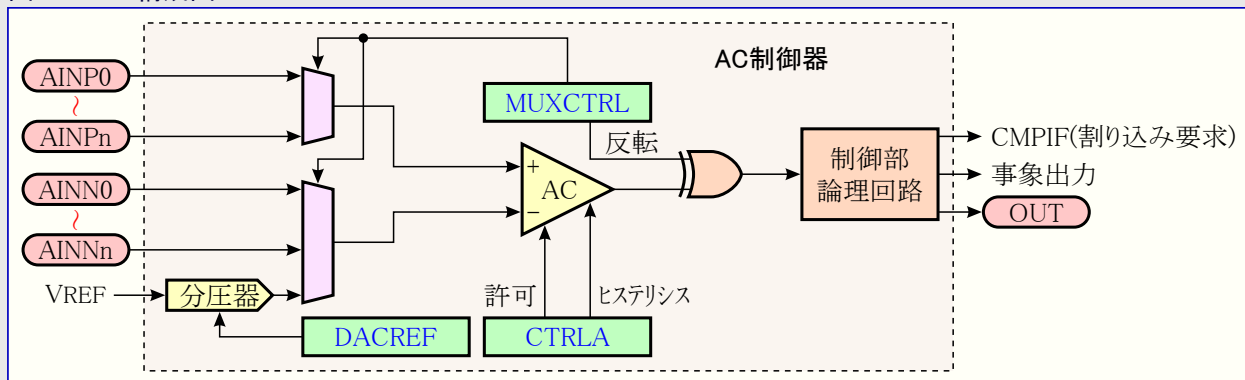 AC制御器
AINP0
~
AINPn
MUXCTRL
反転
CMPIF(割り込み要求)
制御部
論理回路
事象出力
OUT
AINN0
~
AINNn
+
AC
−
VREF
分圧器
許可
ヒステリシス
DACREF
CTRLA